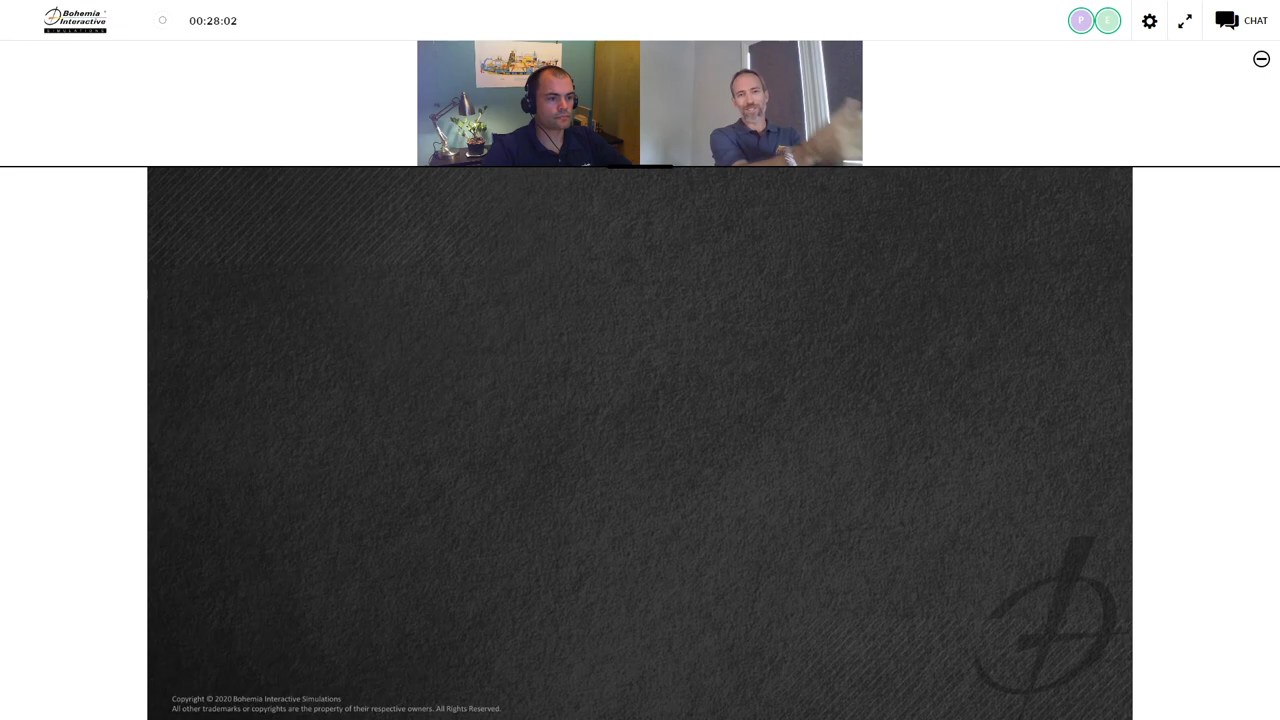 Bohemia
Interactive
SIMULATIONS
00:28:02
P
E
CHAT
Copyright © 2020 Bohemia Interactive Simulations
All other trademarks or copyrights are the property of their respective owners. All Rights Reserved.